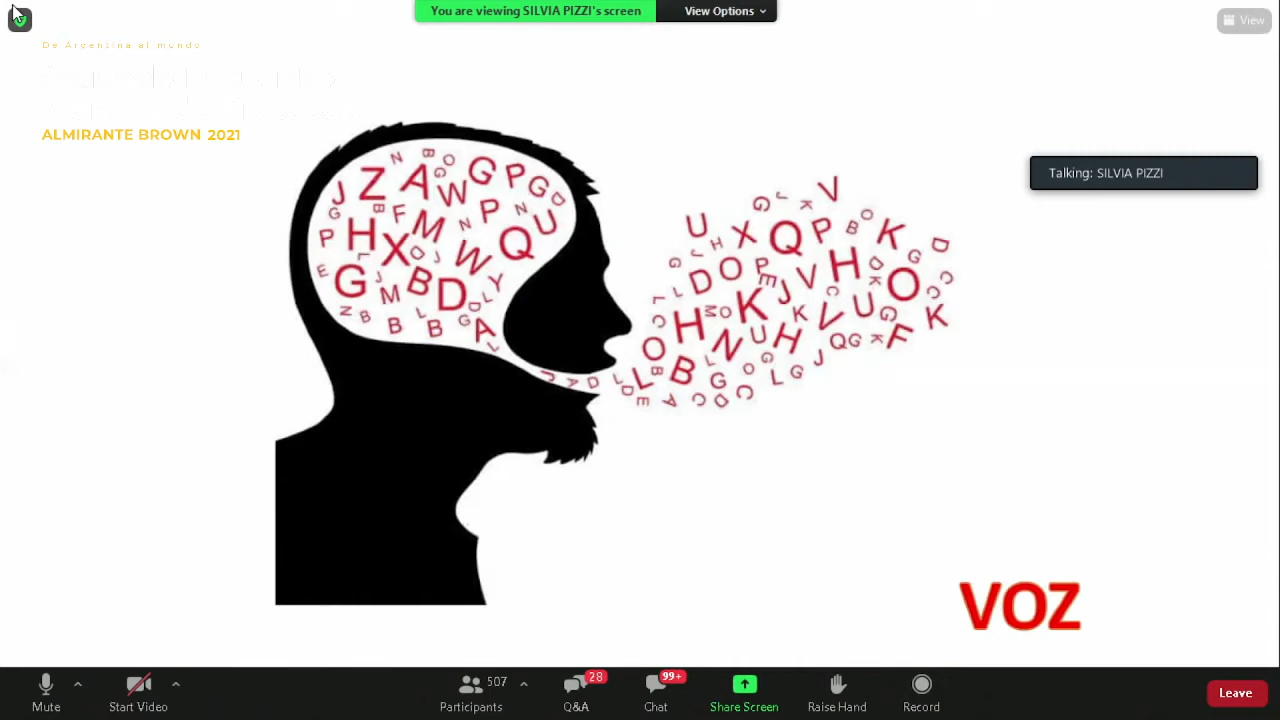 You are viewing SILVIA PIZZI's screen
View Options
View
De Argentina al mundo
ALMIRANTE BROWN 2021
Talking: SILVIA PIZZI
VOZ
507
28
99+
Mute
Start Video
Participants
Q&A
Chat
Share Screen
Raise Hand
Record
Leave